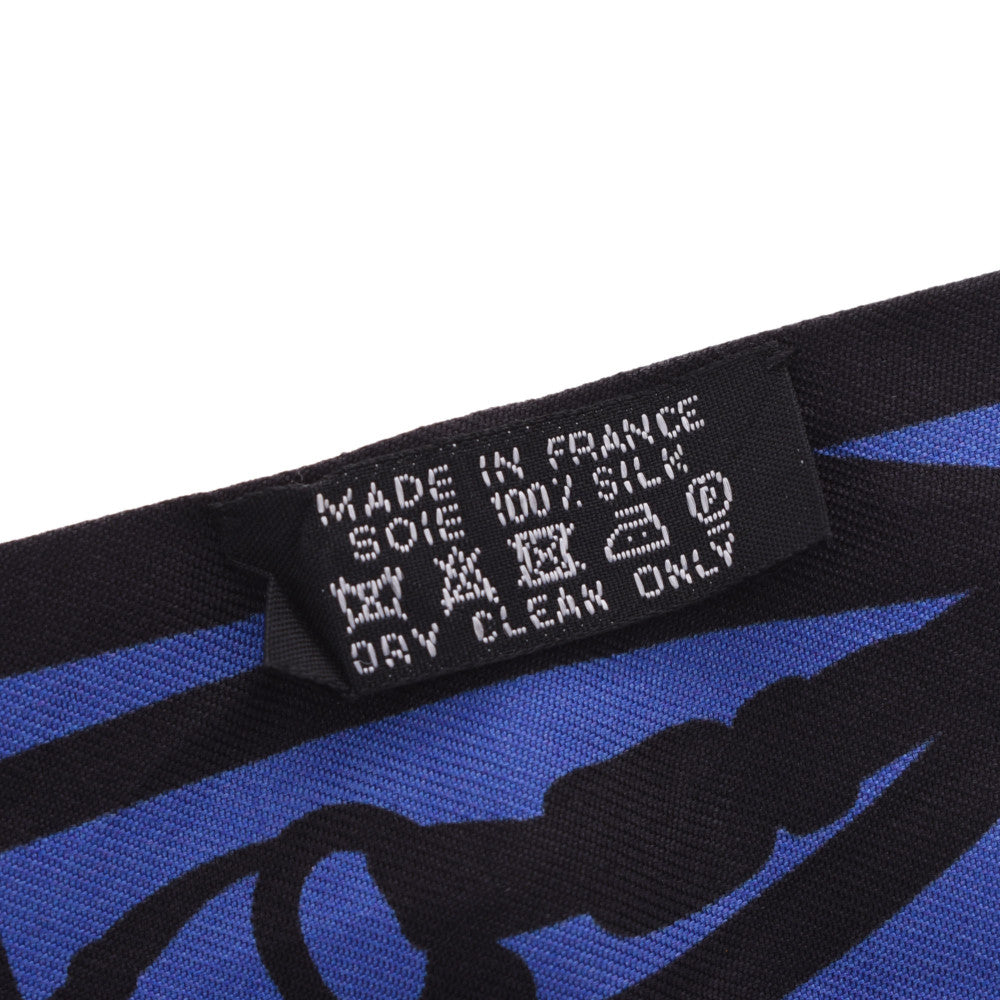 MADE IN FRANCE
SOIE 100% SILK
P
DRY CLEAN ONLY